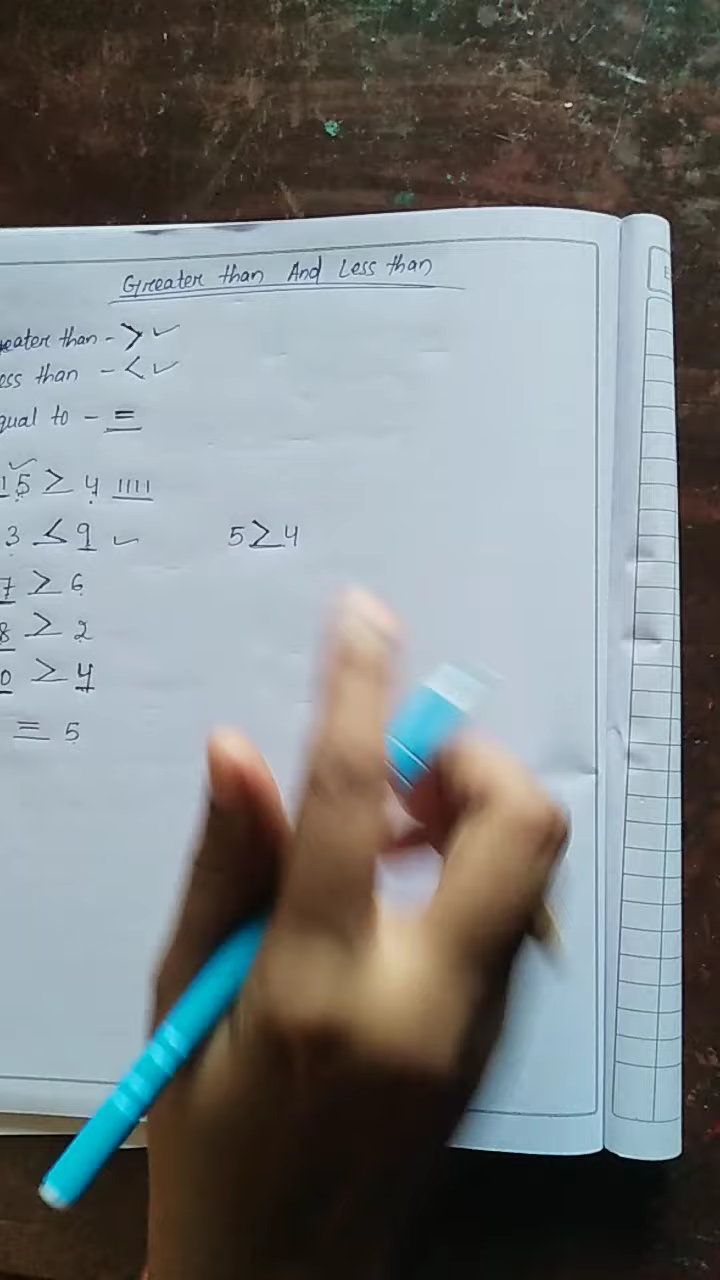 Greater than And Less than
eater than - > ✓
ess than - < ✓
qual to - =
15 > 4 IIII
3 < 9 ✓
5 > 4
7 > 6
8 > 2
0 > 4
= 5